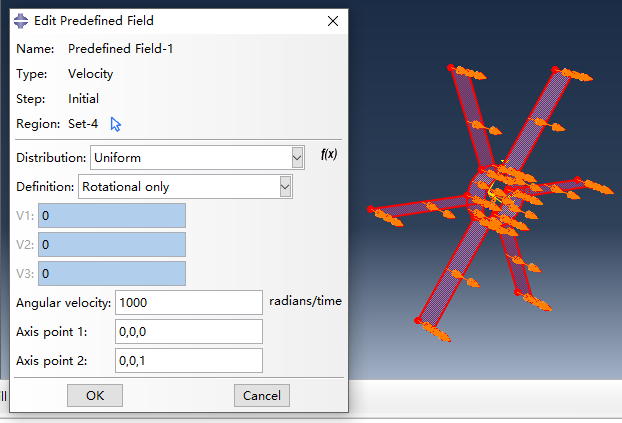 Edit Predefined Field
Name: Predefined Field-1
Type: Velocity
Step: Initial
Region: Set-4
Distribution: Uniform f(x)
Definition: Rotational only
V1: 0
V2: 0
V3: 0
Angular velocity: 1000 radians/time
Axis point 1: 0,0,0
Axis point 2: 0,0,1
OK Cancel